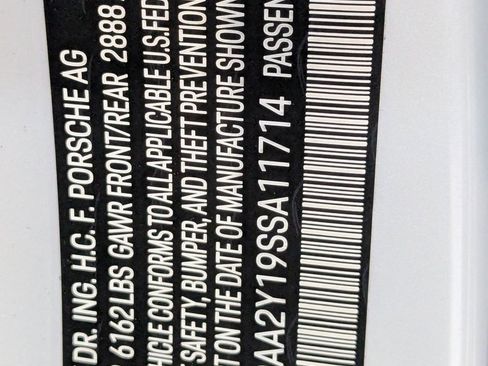 DR. ING. H.C. F. PORSCHE AG
6162LBS GAWR FRONT/REAR 2888
VEHICLE CONFORMS TO ALL APPLICABLE U.S. FED
SAFETY, BUMPER, AND THEFT PREVENTION
ON THE DATE OF MANUFACTURE SHOWN
AA2Y19SSA11714 PASSEN